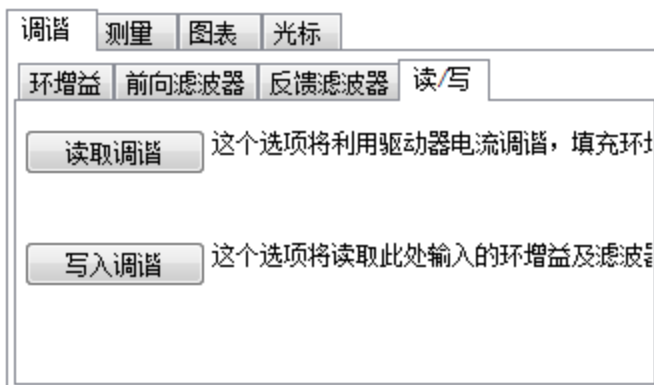 调谐 测量 图表 光标
环增益 前向滤波器 反馈滤波器 读/写
读取调谐 这个选项将利用驱动器电流调谐，填充环
写入调谐 这个选项将读取此处输入的环增益及滤波